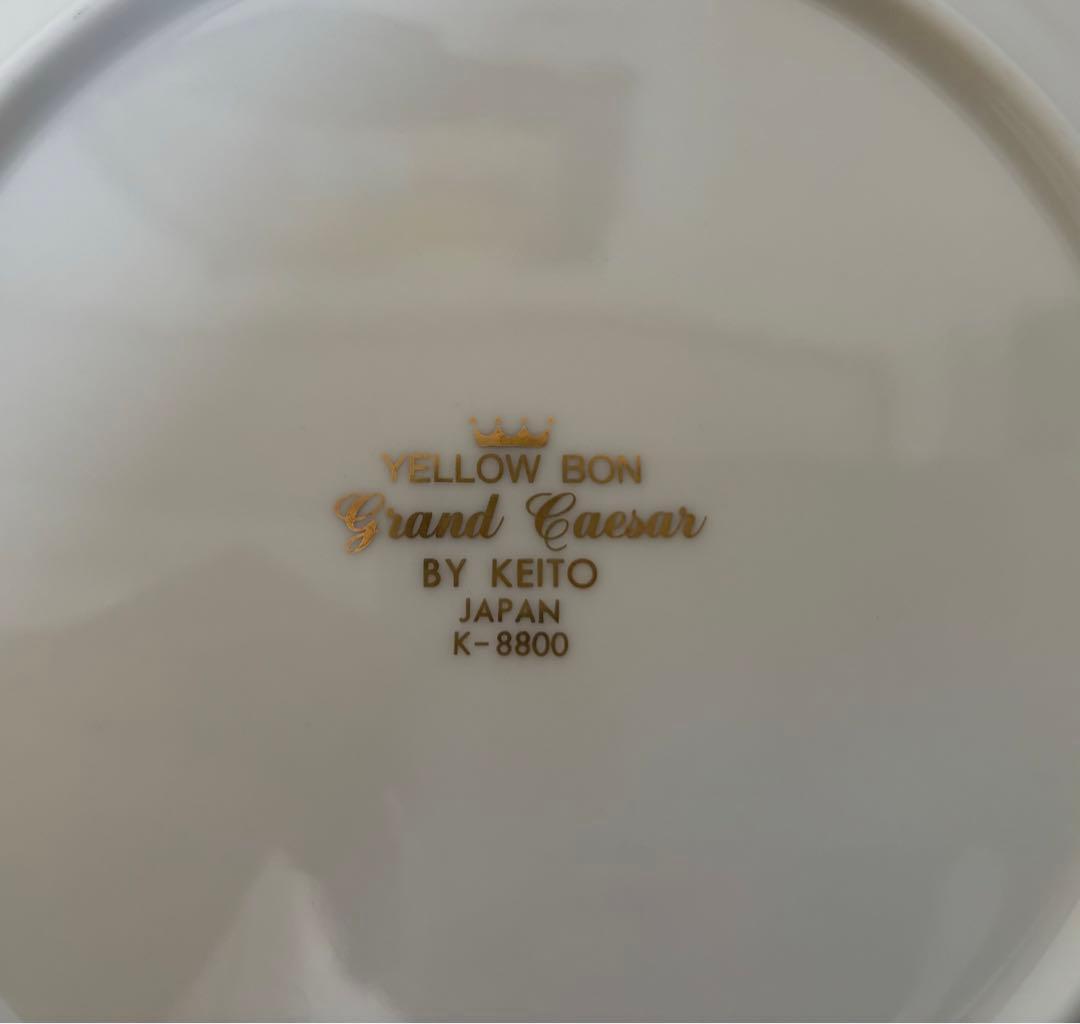 YELLOW BON
Grand Caesar
BY KEITO
JAPAN
K-8800